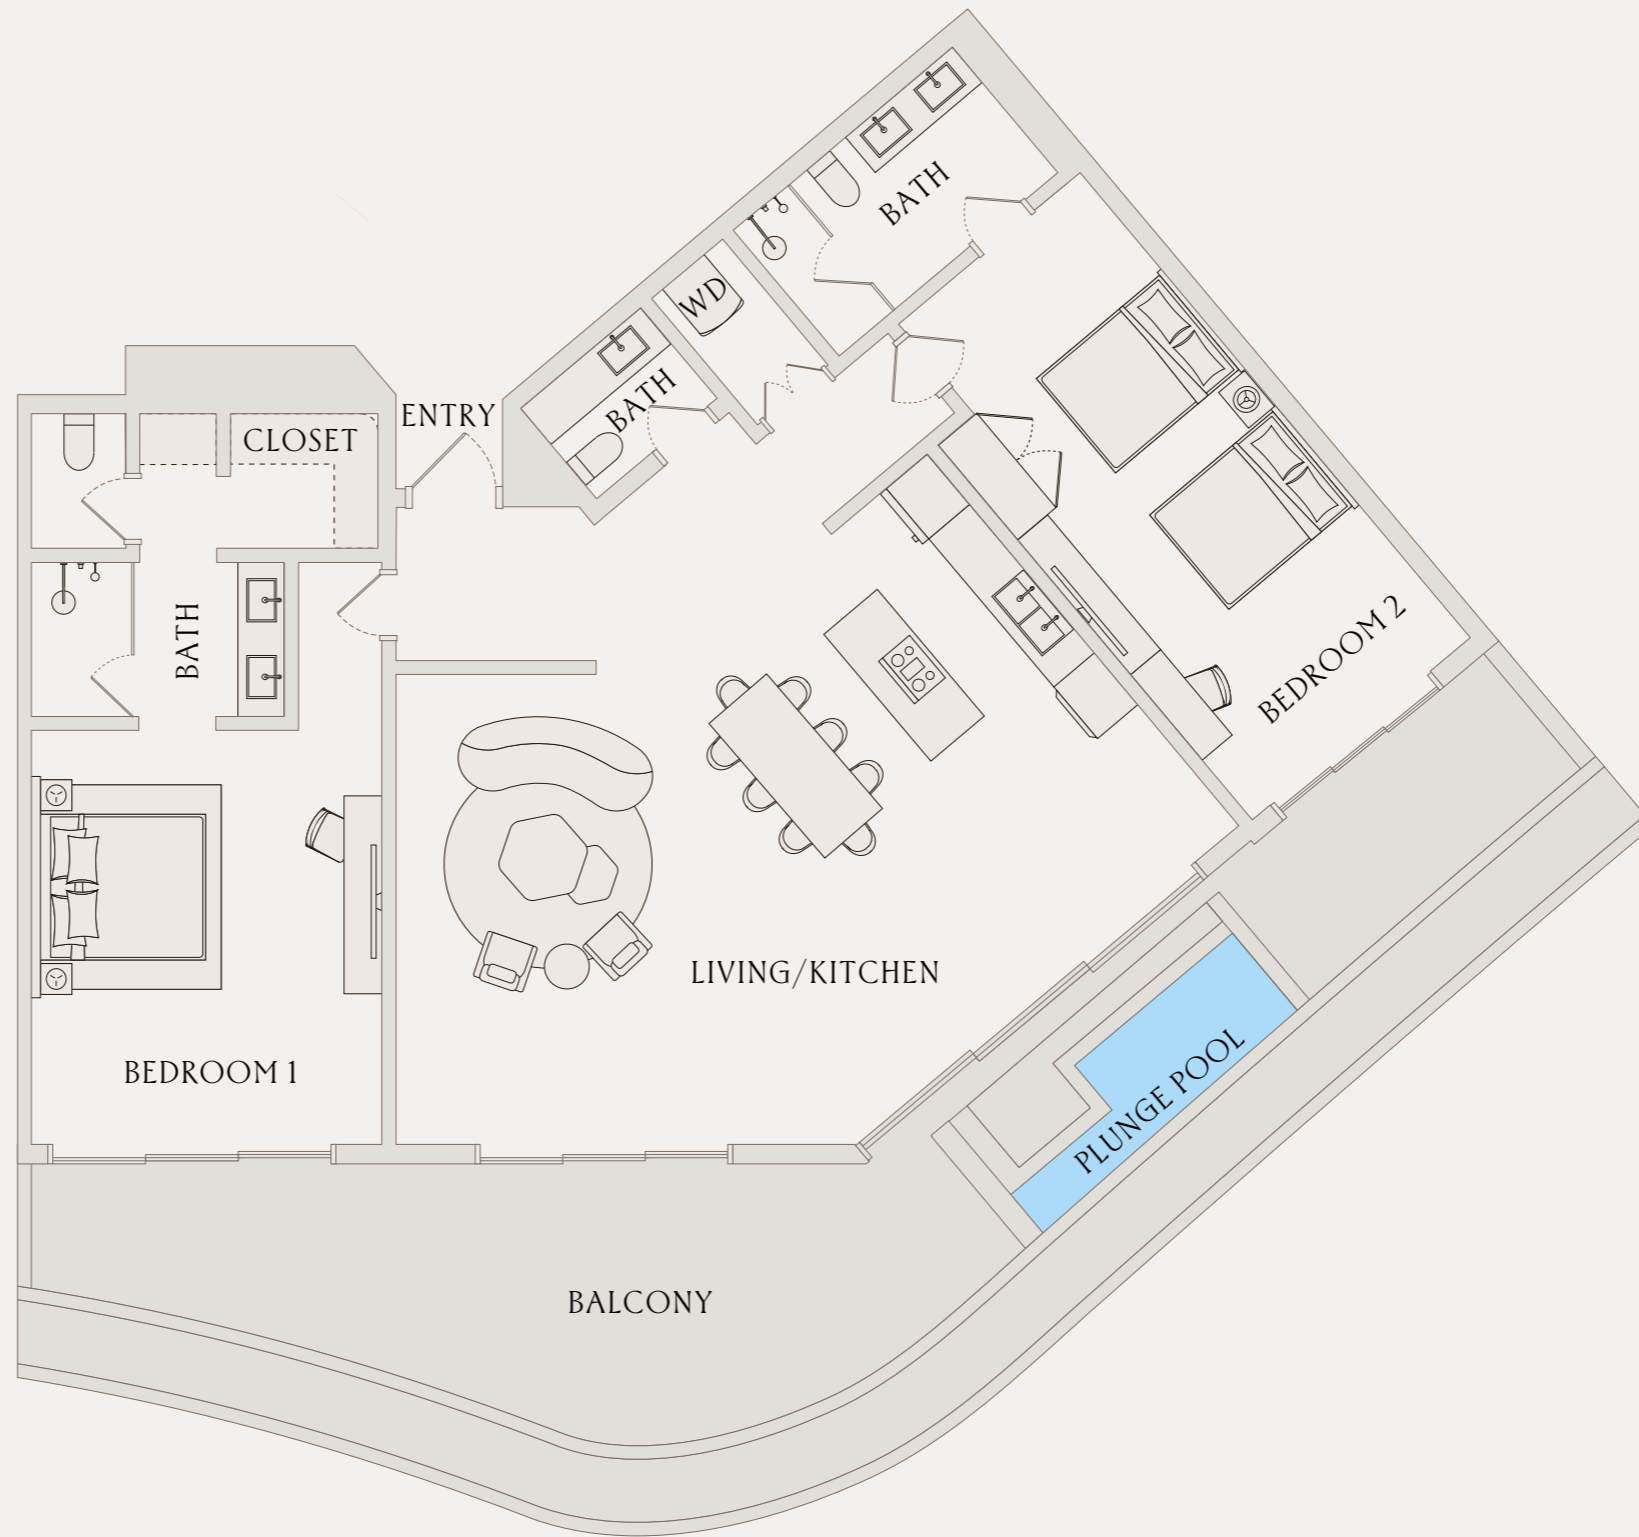 BATH
WD
BATH
ENTRY
CLOSET
BATH
BEDROOM 2
LIVING/KITCHEN
PLUNGE POOL
BEDROOM 1
BALCONY